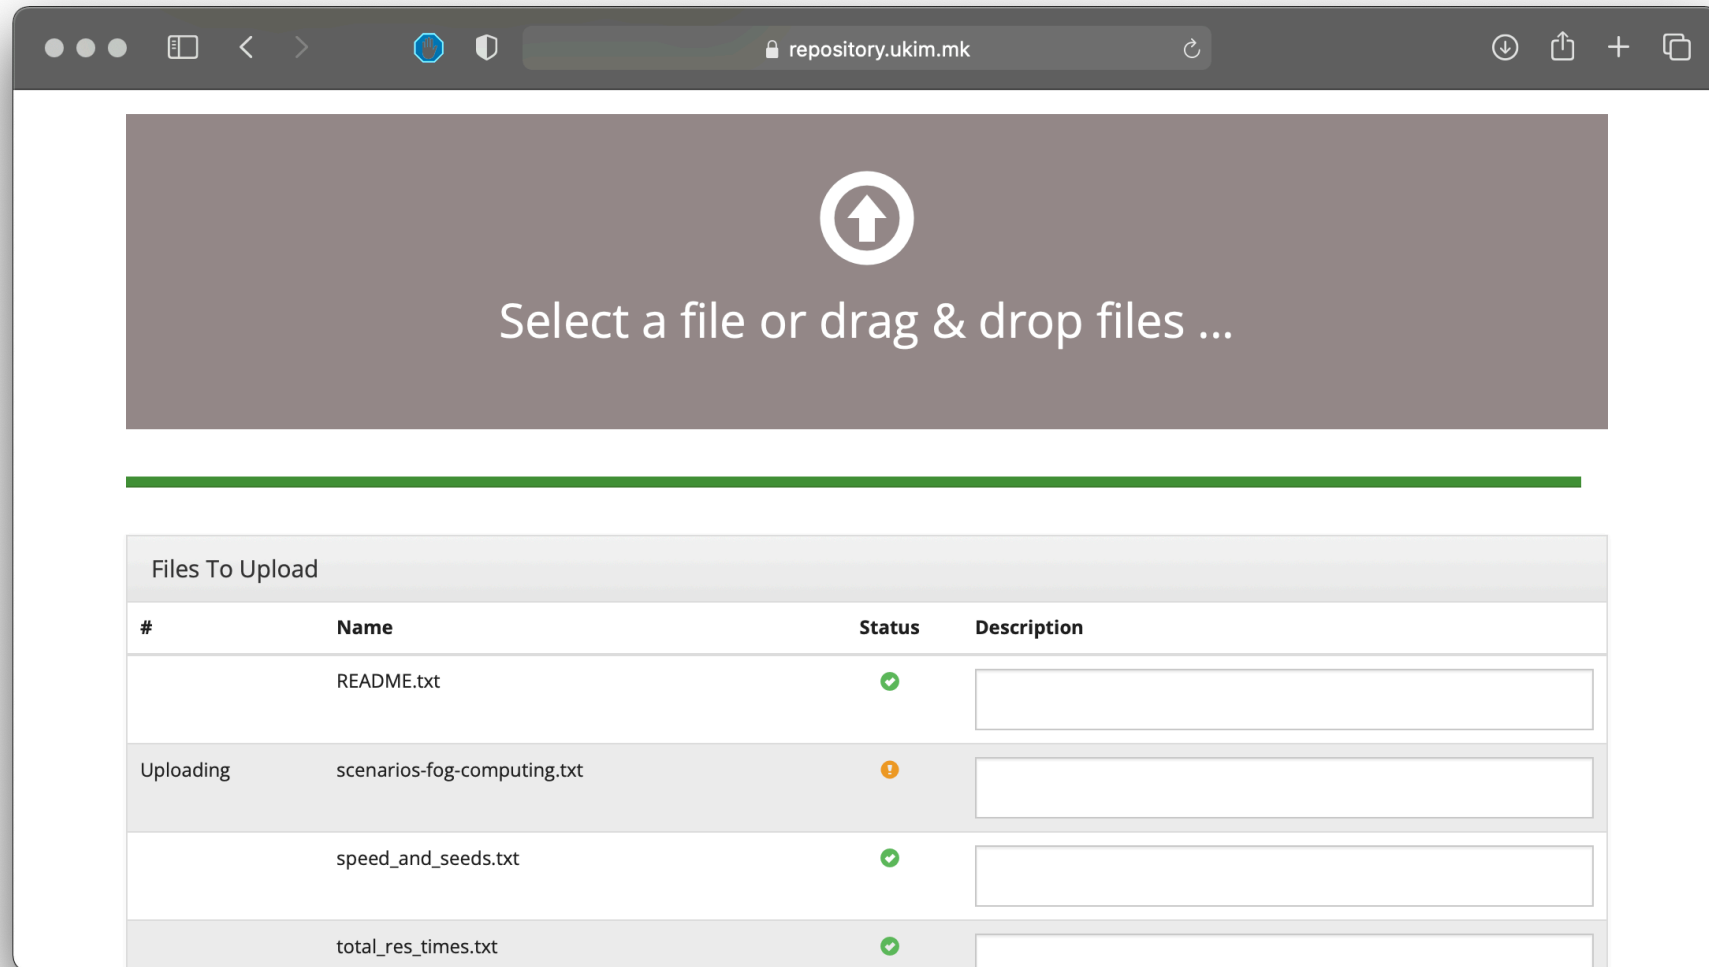 repository.ukim.mk
Select a file or drag & drop files ...
Files To Upload
# Name Status Description
README.txt
Uploading scenarios-fog-computing.txt
speed_and_seeds.txt
total_res_times.txt